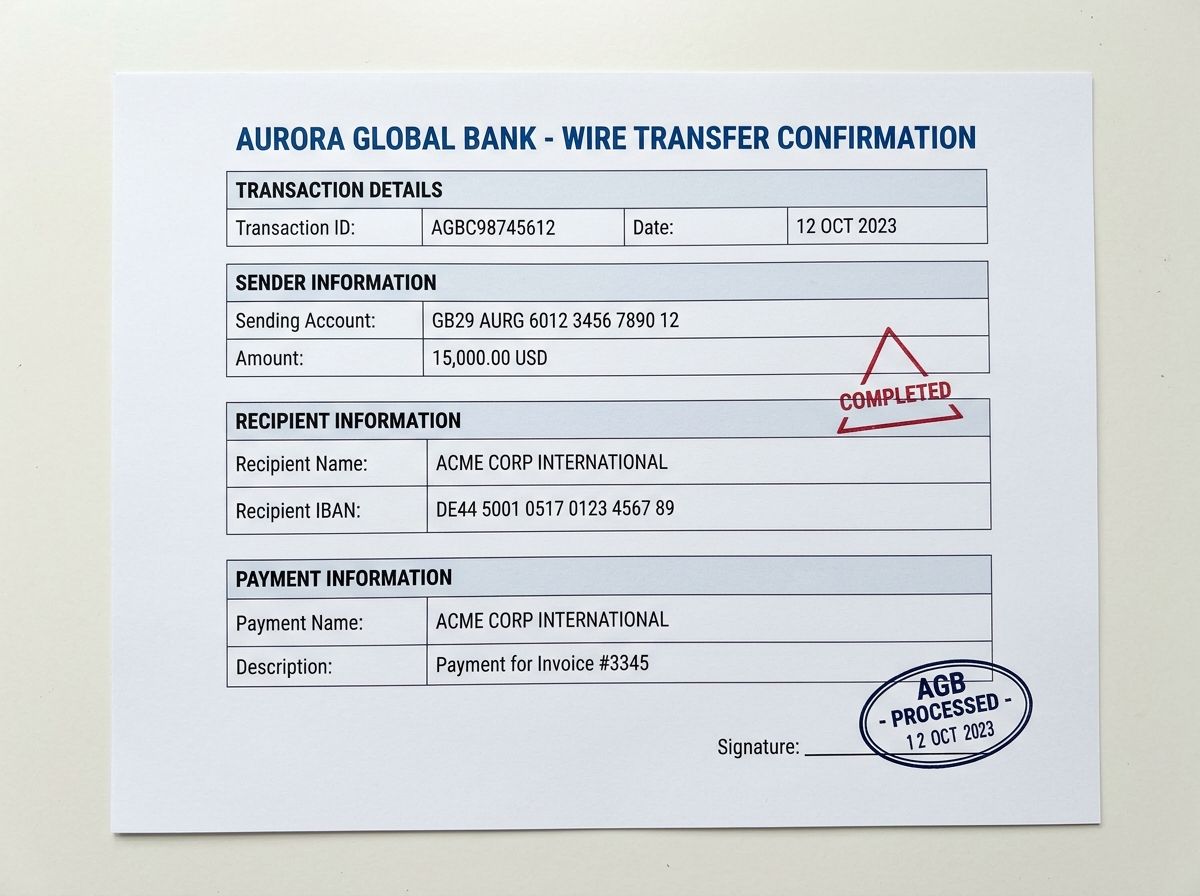 AURORA GLOBAL BANK - WIRE TRANSFER CONFIRMATION
TRANSACTION DETAILS
Transaction ID: AGBC98745612 Date: 12 OCT 2023
SENDER INFORMATION
Sending Account: GB29 AURG 6012 3456 7890 12
Amount: 15,000.00 USD
COMPLETED
RECIPIENT INFORMATION
Recipient Name: ACME CORP INTERNATIONAL
Recipient IBAN: DE44 5001 0517 0123 4567 89
PAYMENT INFORMATION
Payment Name: ACME CORP INTERNATIONAL
Description: Payment for Invoice #3345
AGB
- PROCESSED -
12 OCT 2023
Signature: